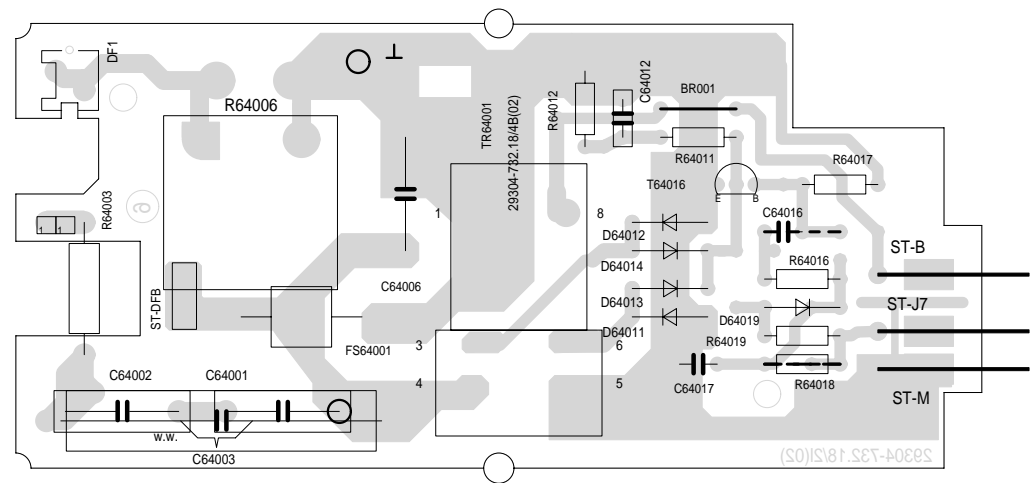 DF1
R64006
TR64001
29304-732.18/4B(02)
R64012
C64012
BR001
R64011
R64017
T64016
E
B
R64003
1
1
1
8
C64016
D64012
D64014
ST-B
R64016
C64006
ST-DFB
D64013
D64011
D64019
ST-J7
FS64001
3
6
R64019
4
5
C64017
R64018
ST-M
C64002
C64001
w.w.
C64003
29304-732.18/2I(02)